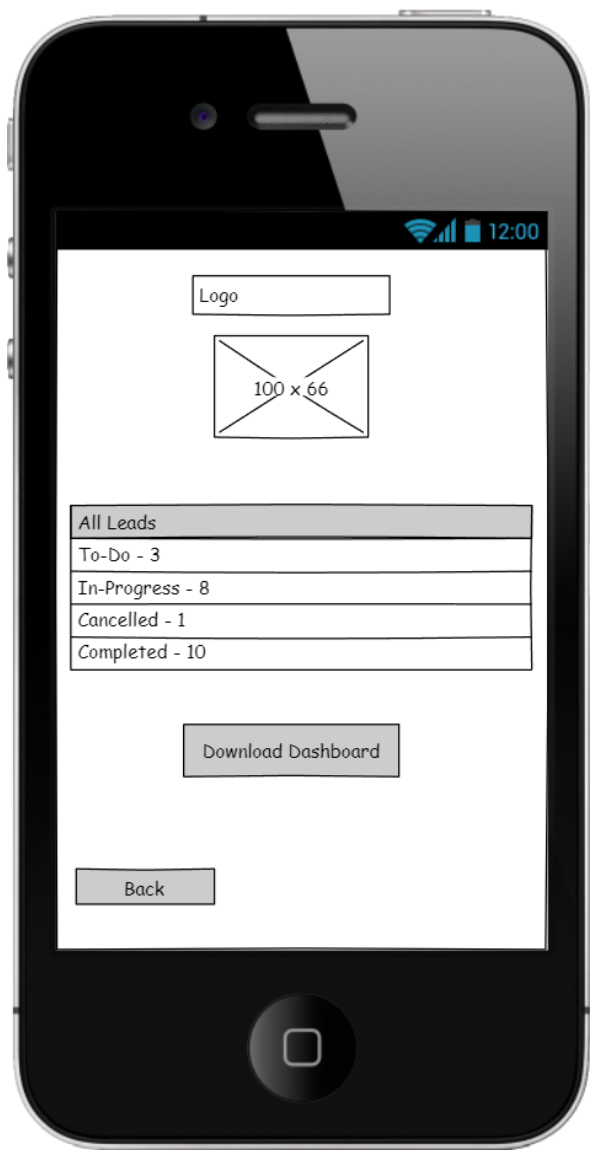 12:00
Logo
100 x 66
All Leads
To-Do - 3
In-Progress - 8
Cancelled - 1
Completed - 10
Download Dashboard
Back